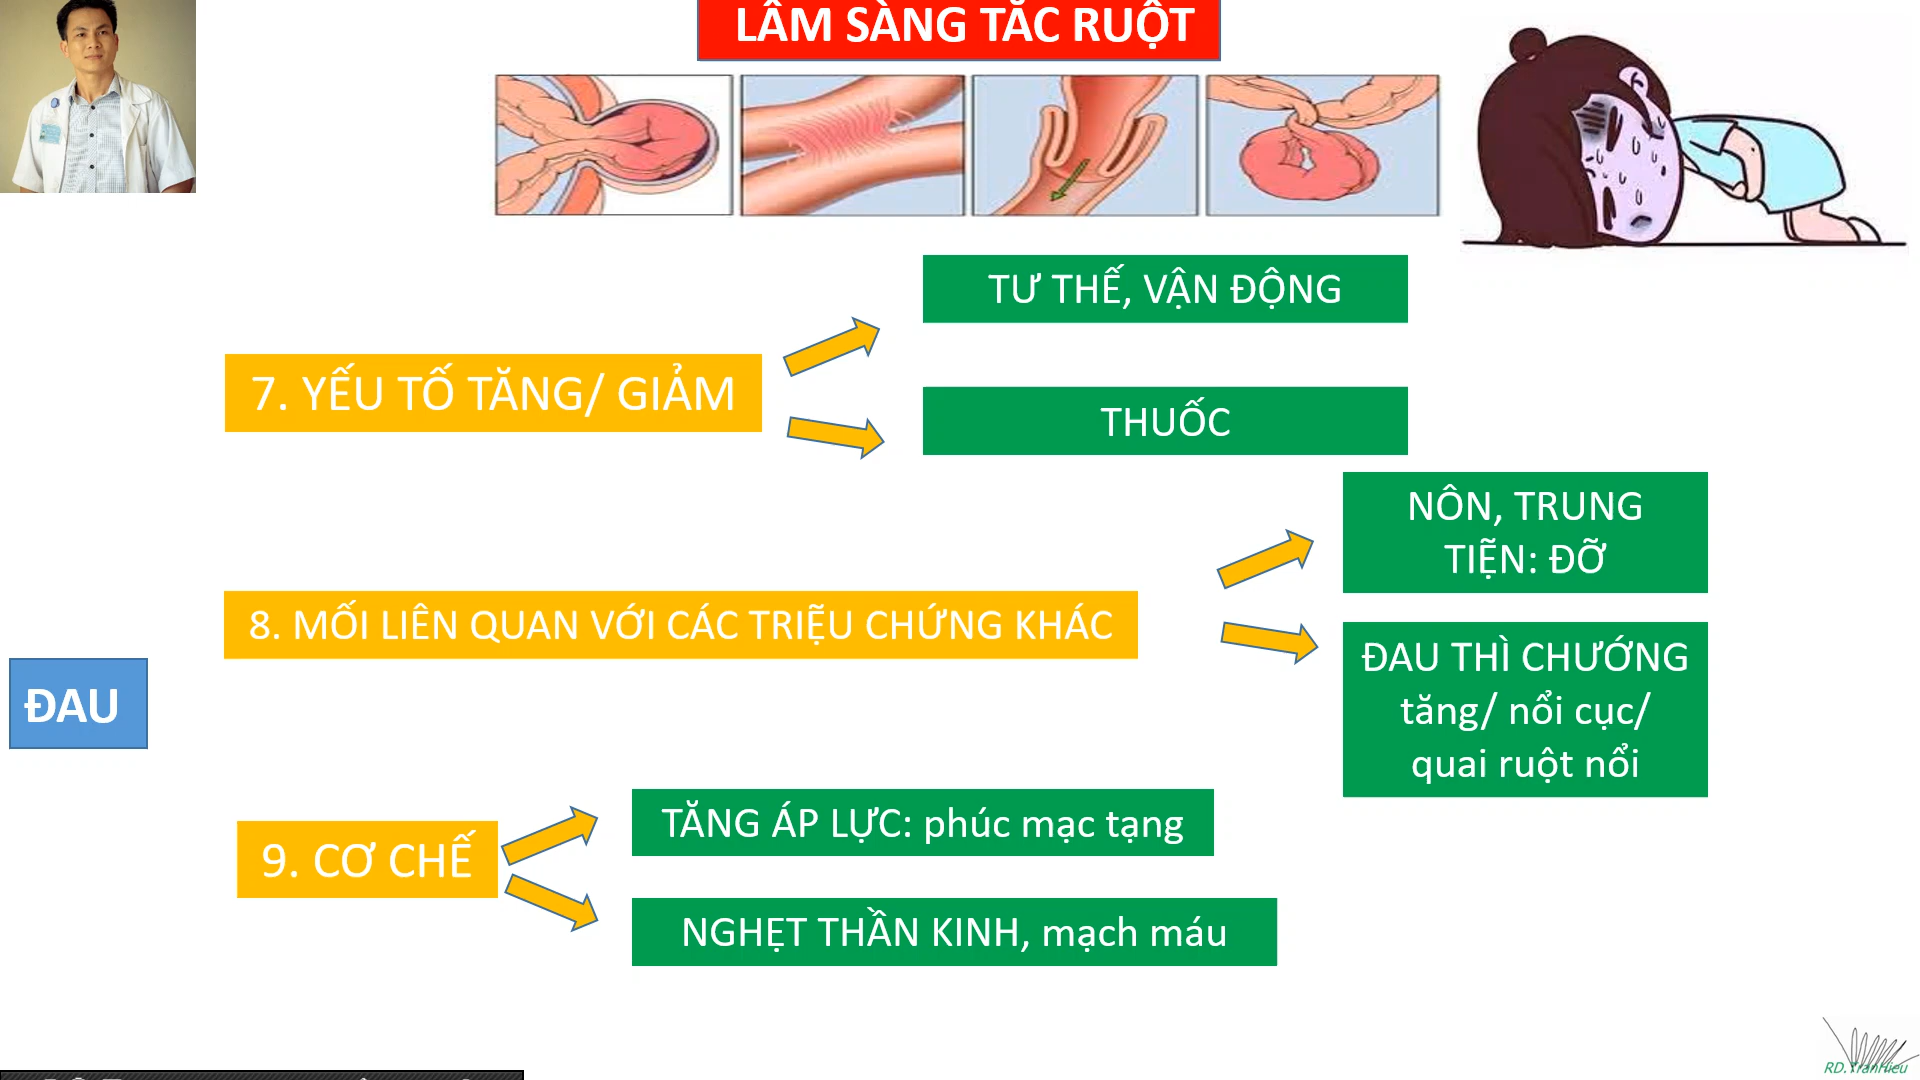 LÂM SÀNG TẮC RUỘT
TƯ THẾ, VẬN ĐỘNG
7. YẾU TỐ TĂNG/ GIẢM
THUỐC
NÔN, TRUNG
TIỆN: ĐỠ
8. MỐI LIÊN QUAN VỚI CÁC TRIỆU CHỨNG KHÁC
ĐAU THÌ CHƯỚNG
tăng/ nổi cục/
quai ruột nổi
ĐAU
TĂNG ÁP LỰC: phúc mạc tạng
9. CƠ CHẾ
NGHẸT THẦN KINH, mạch máu
RD.TranHieu